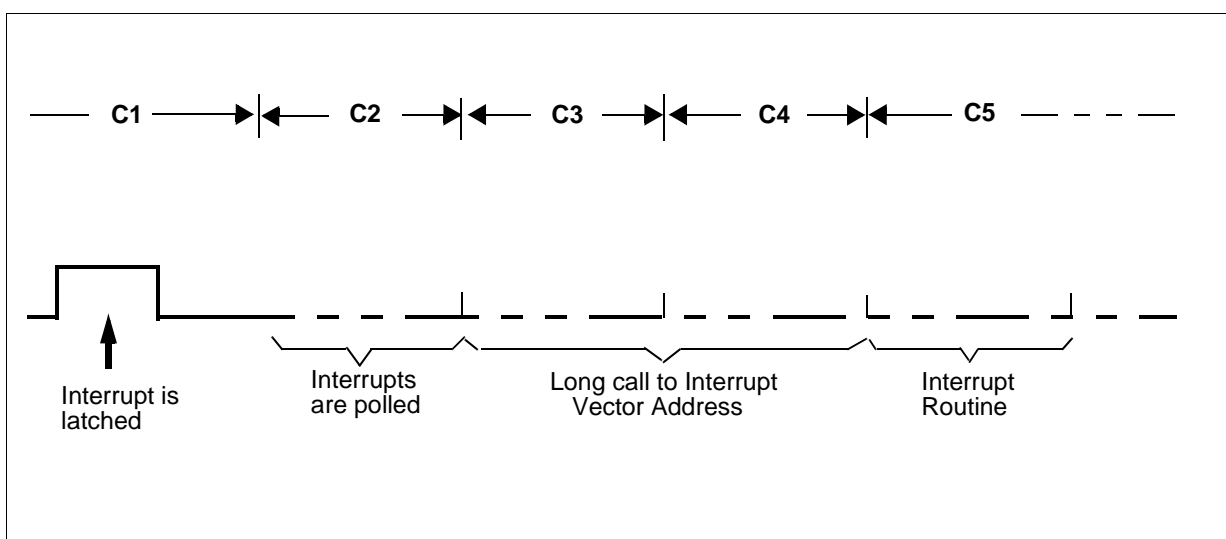 C1
C2
C3
C4
C5
Interrupt is
latched
Interrupts
are polled
Long call to Interrupt
Vector Address
Interrupt
Routine